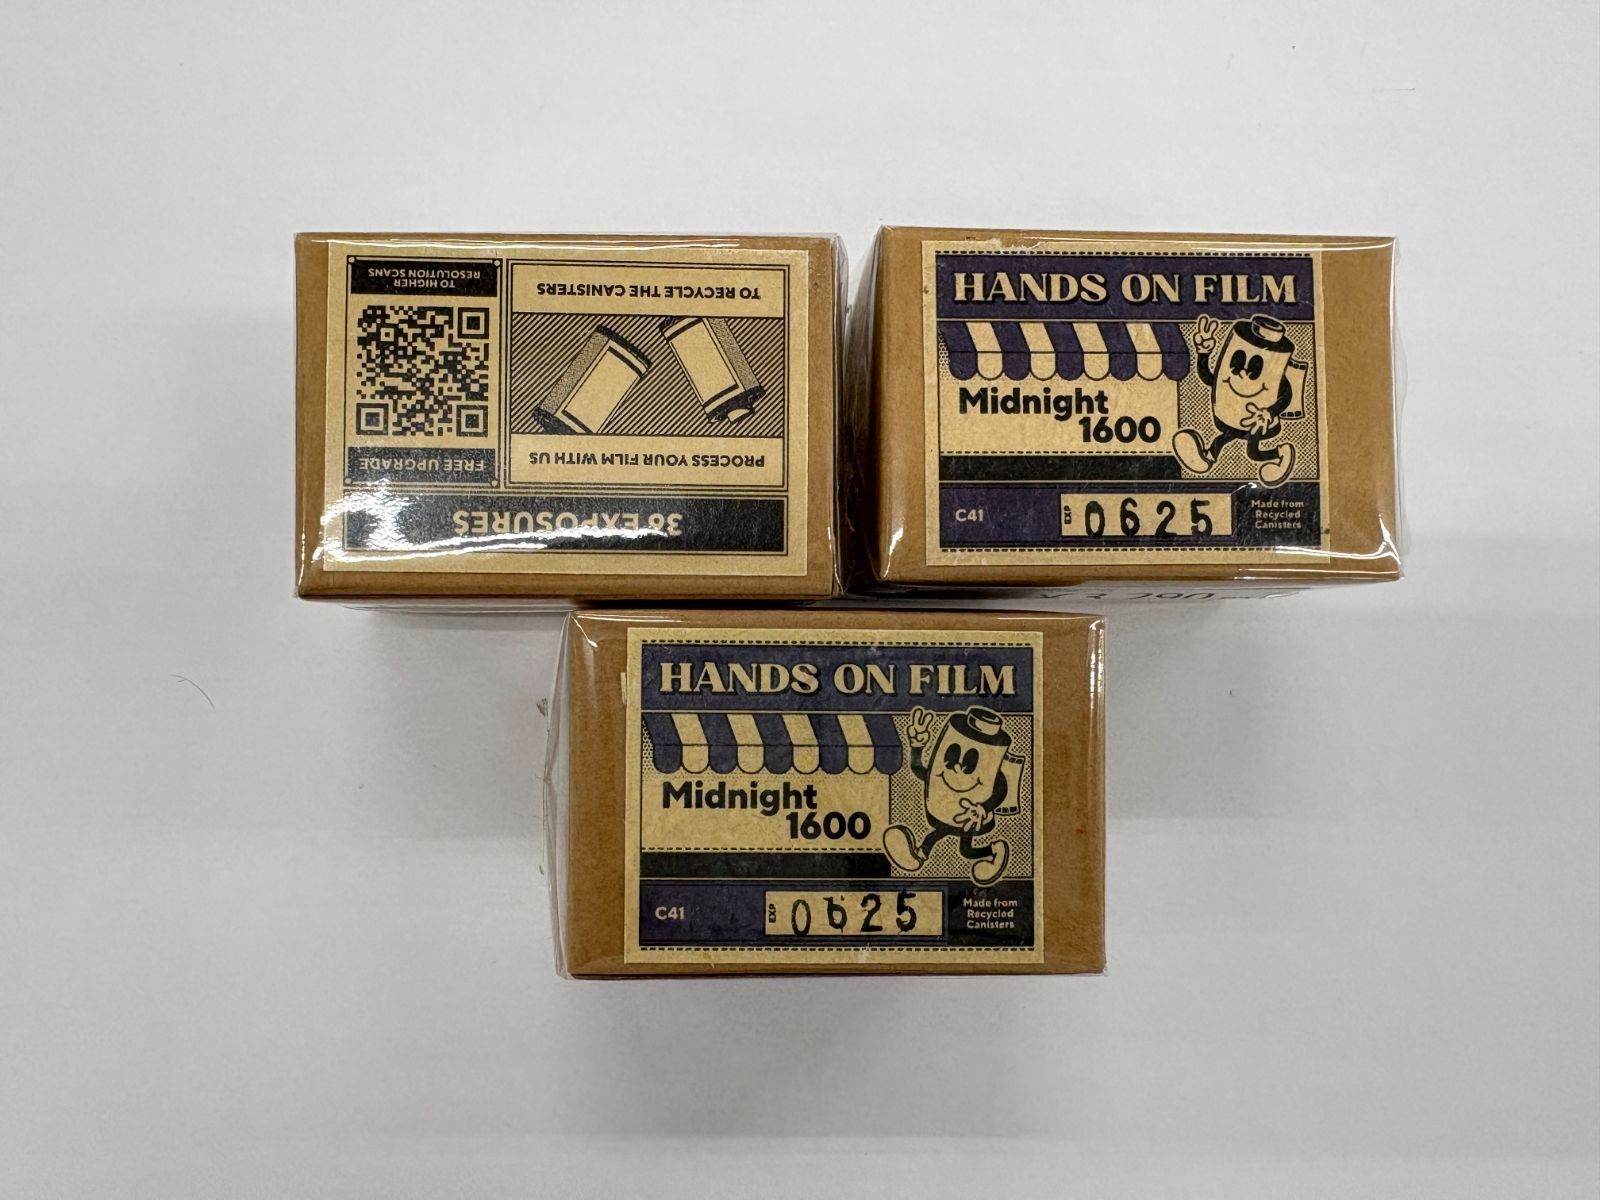 36 EXPOSURES
PROCESS YOUR FILM WITH US
TO RECYCLE THE CANISTERS
FREE UPGRADE
TO HIGHER
RESOLUTION SCANS
HANDS ON FILM
Midnight
1600
C41
EXP
0625
Made from
Recycled
Canisters
HANDS ON FILM
Midnight
1600
C41
EXP
0625
Made from
Recycled
Canisters